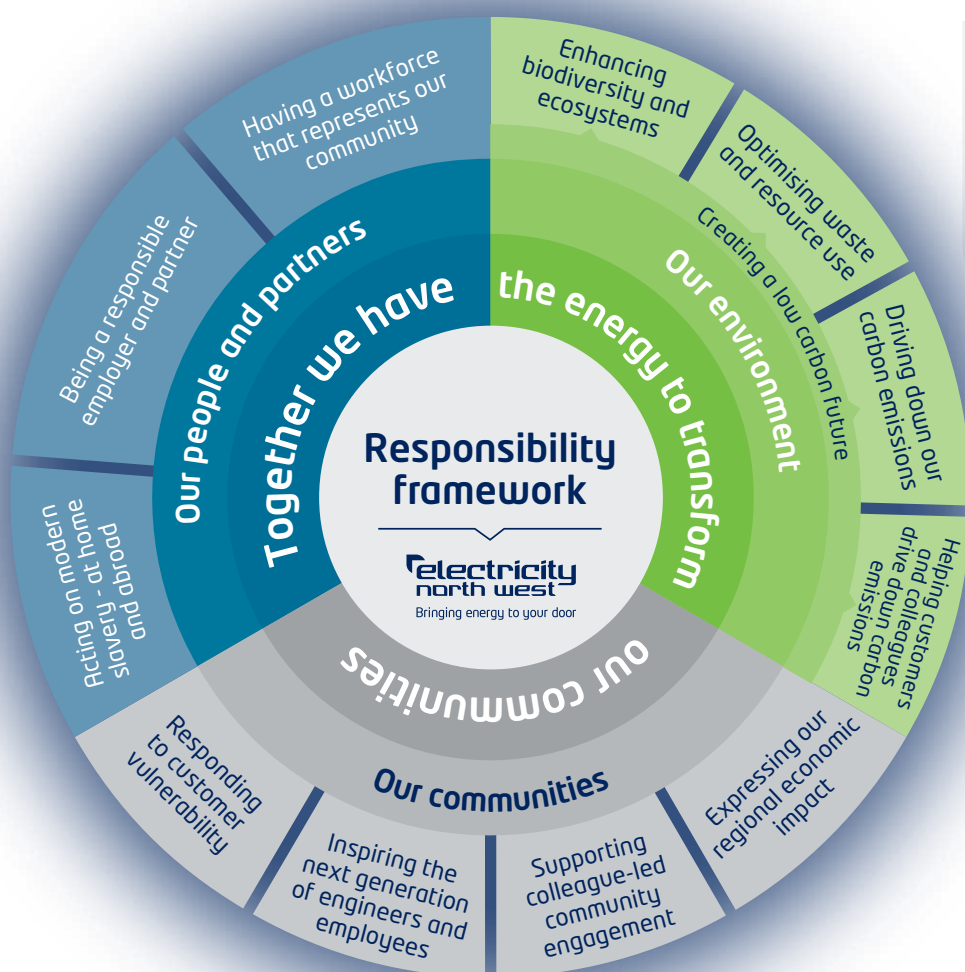 Responsibility
framework
electricity
north west
Bringing energy to your door
Together we have
the energy to transform
our communities
Our people and partners
Acting on modern
slavery - at home
and abroad
Being a responsible
employer and partner
Having a workforce
that represents our
community
Our environment
Creating a low carbon future
Enhancing
biodiversity and
ecosystems
Optimising waste
and resource use
Driving down our
carbon emissions
Helping customers
and colleagues
drive down carbon
emissions
Our communities
Expressing our
regional economic
impact
Supporting
colleague-led
community
engagement
Inspiring the
next generation
of engineers and
employees
Responding
to customer
vulnerability